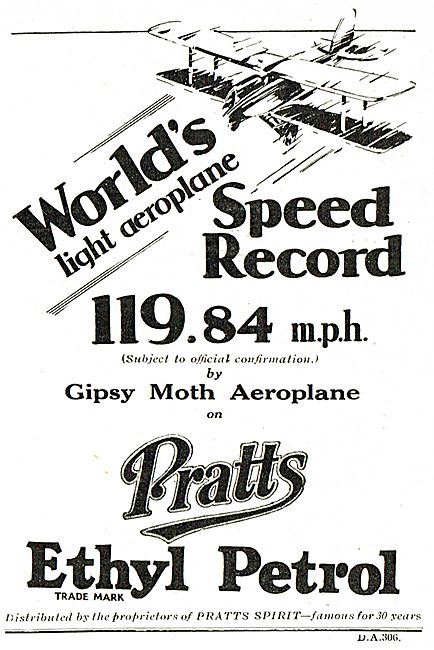 World's
light aeroplane
Speed
Record
119.84 m.p.h.
(Subject to official confirmation.)
by
Gipsy Moth Aeroplane
on
Pratts
Ethyl Petrol
TRADE MARK
Distributed by the proprietors of PRATTS SPIRIT—famous for 30 years
D.A.306.